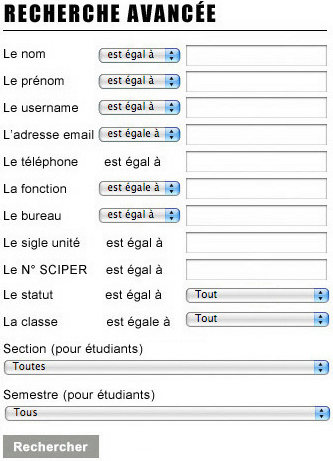 RECHERCHE AVANCÉE
Le nom est égal à
Le prénom est égal à
Le username est égal à
L'adresse email est égale à
Le téléphone est égal à
La fonction est égale à
Le bureau est égal à
Le sigle unité est égal à
Le N° SCIPER est égal à
Le statut est égal à Tout
La classe est égale à Tout
Section (pour étudiants)
Toutes
Semestre (pour étudiants)
Tous
Rechercher